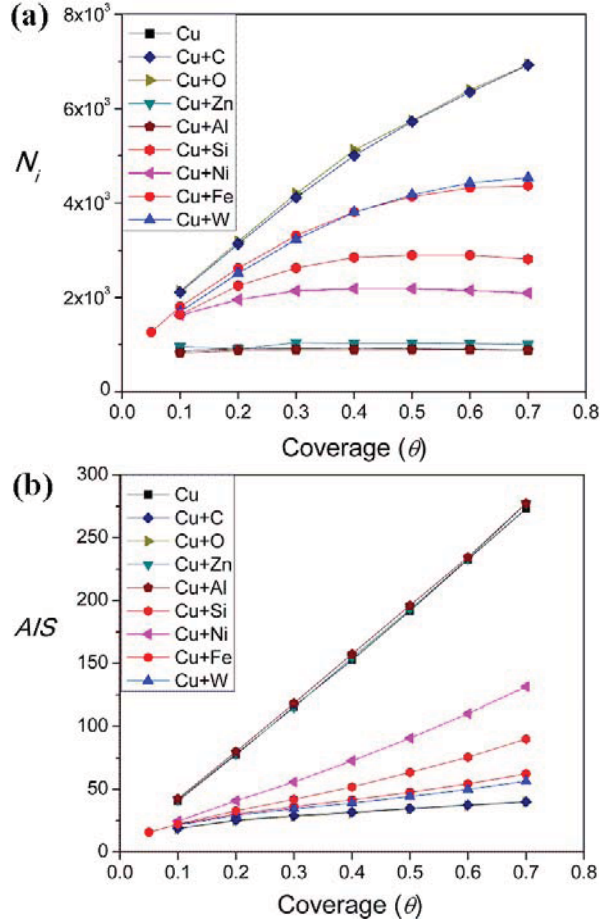 (a)
8x10³
6x10³
4x10³
2x10³
0
Nᵢ
Cu
Cu+C
Cu+O
Cu+Zn
Cu+Al
Cu+Si
Cu+Ni
Cu+Fe
Cu+W
0.0 0.1 0.2 0.3 0.4 0.5 0.6 0.7 0.8
Coverage (θ)
(b)
300
250
200
150
100
50
0
AIS
Cu
Cu+C
Cu+O
Cu+Zn
Cu+Al
Cu+Si
Cu+Ni
Cu+Fe
Cu+W
0.0 0.1 0.2 0.3 0.4 0.5 0.6 0.7 0.8
Coverage (θ)